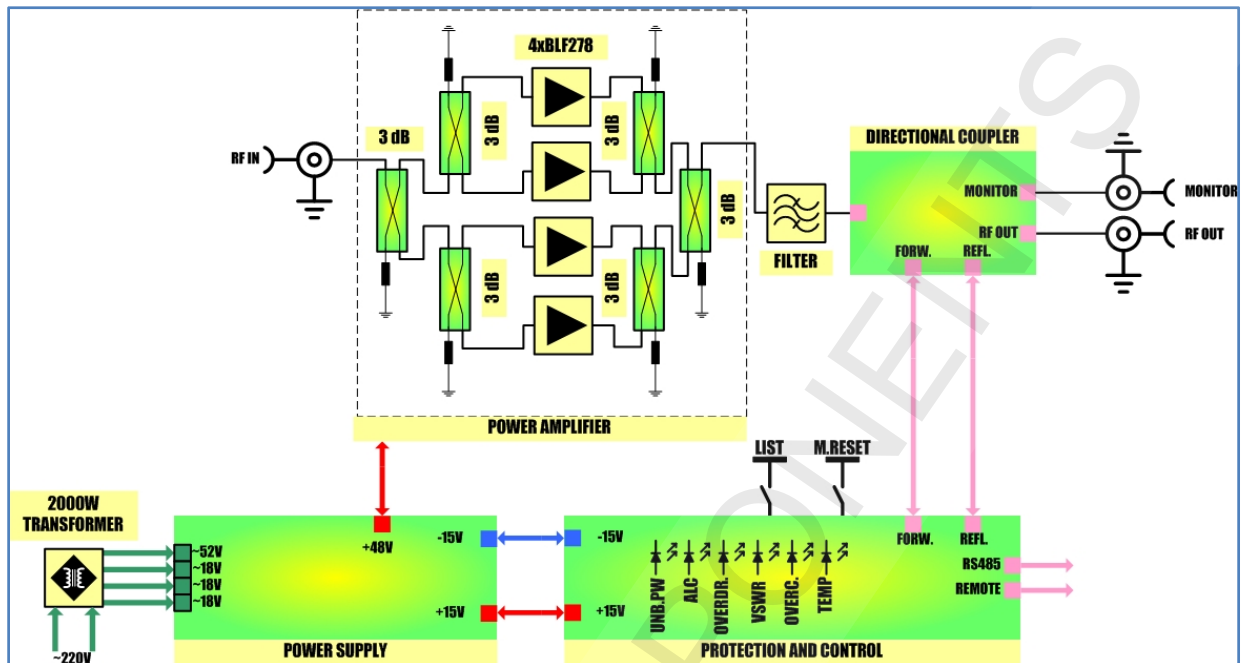 4xBLF278
3 dB
3 dB
3 dB
RF IN
3 dB
3 dB
3 dB
FILTER
DIRECTIONAL COUPLER
MONITOR
MONITOR
RF OUT
RF OUT
FORW.
REFL.
POWER AMPLIFIER
LIST
M.RESET
2000W
TRANSFORMER
~52V
~18V
~18V
~18V
~220V
+48V
-15V
+15V
POWER SUPPLY
-15V
+15V
UNB.PW
ALC
OVERDR.
VSWR
OVERC.
TEMP
FORW.
REFL.
RS485
REMOTE
PROTECTION AND CONTROL
PONENTS